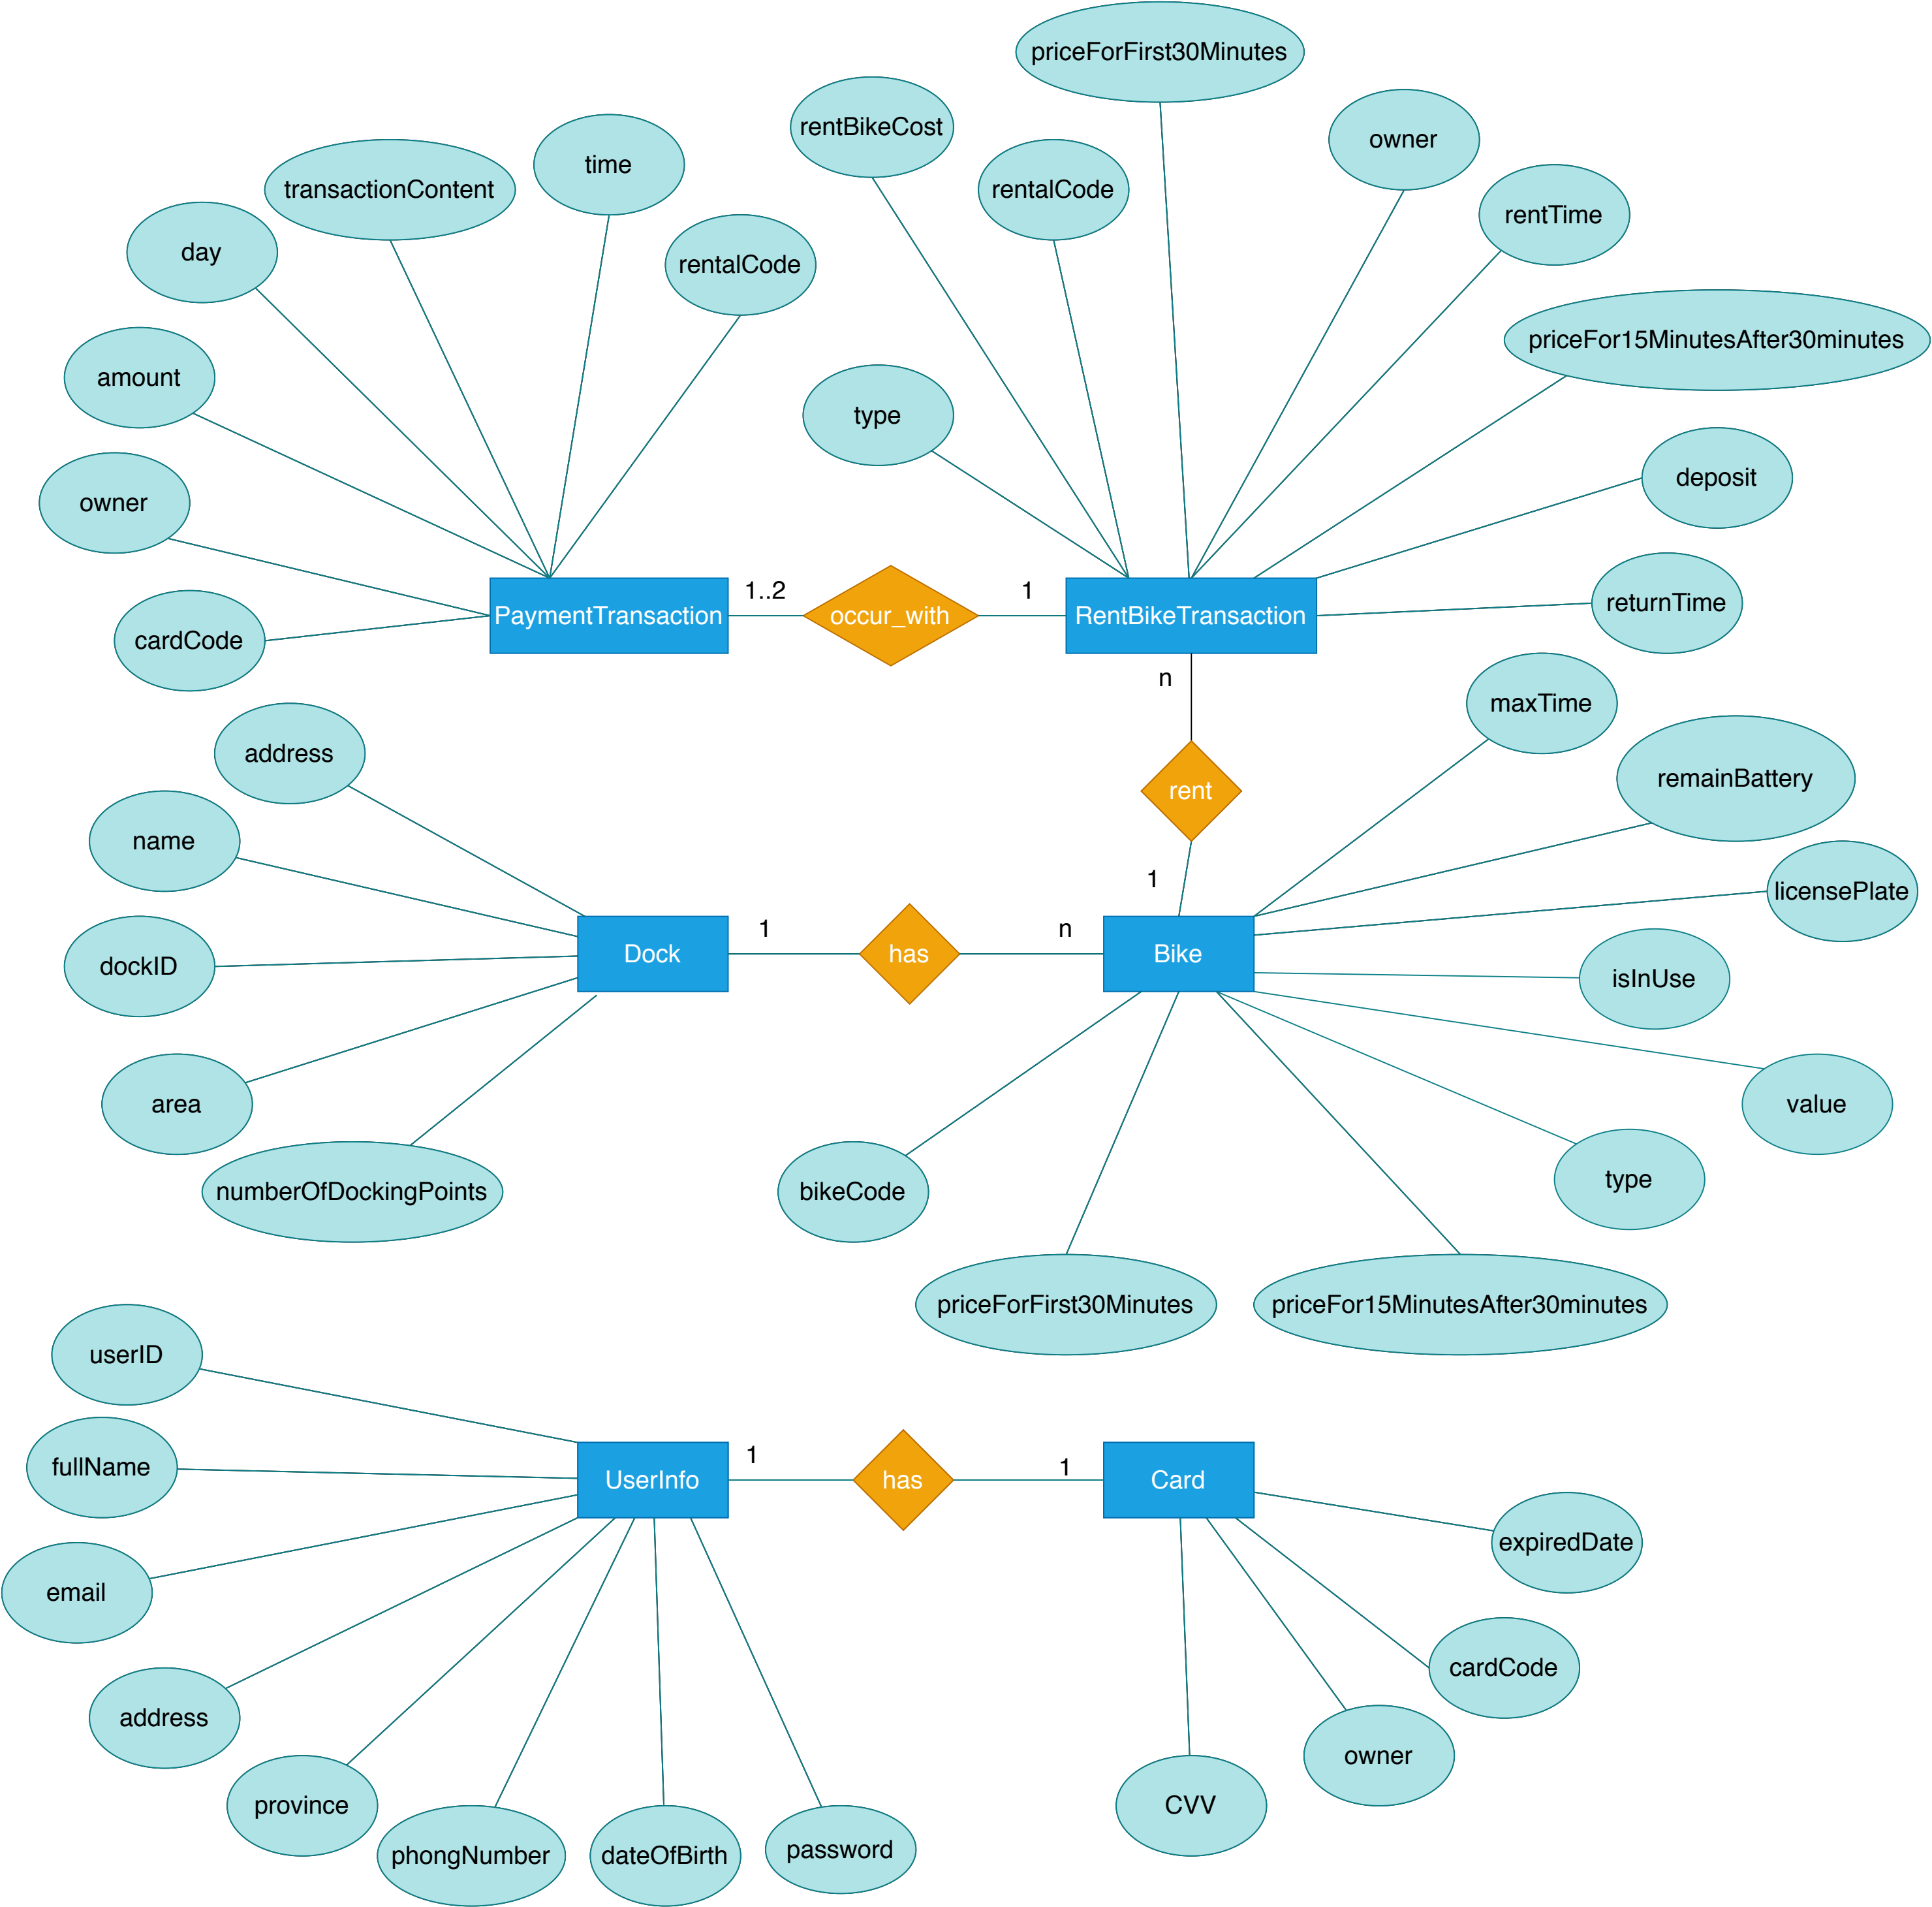 priceForFirst30Minutes
rentBikeCost
owner
time
transactionContent
rentalCode
rentTime
day
rentalCode
priceFor15MinutesAfter30minutes
amount
type
deposit
owner
1..2
1
returnTime
PaymentTransaction
occur_with
RentBikeTransaction
cardCode
n
maxTime
address
remainBattery
rent
name
1
licensePlate
1
n
Dock
has
Bike
dockID
isInUse
area
value
type
numberOfDockingPoints
bikeCode
priceForFirst30Minutes
priceFor15MinutesAfter30minutes
userID
1
1
fullName
UserInfo
has
Card
expiredDate
email
cardCode
address
owner
province
CVV
phongNumber
dateOfBirth
password